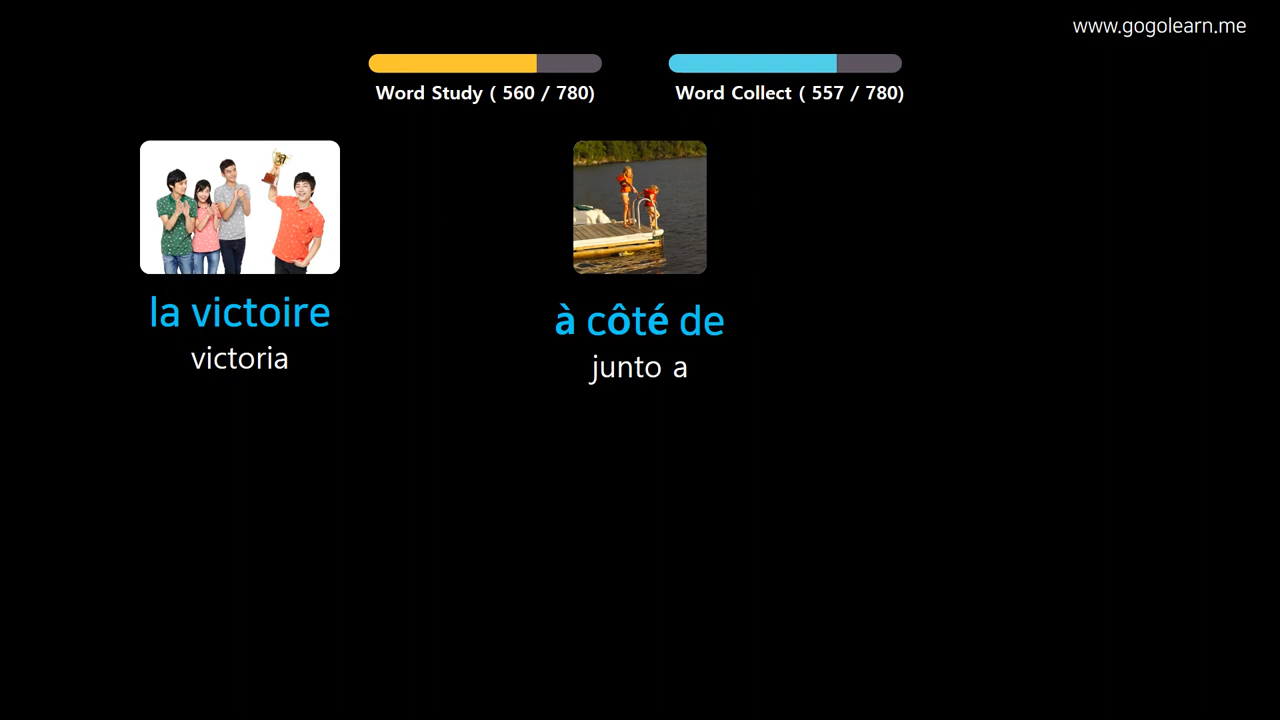 www.gogolearn.me
Word Study ( 560 / 780)
Word Collect ( 557 / 780)
la victoire
victoria
à côté de
junto a